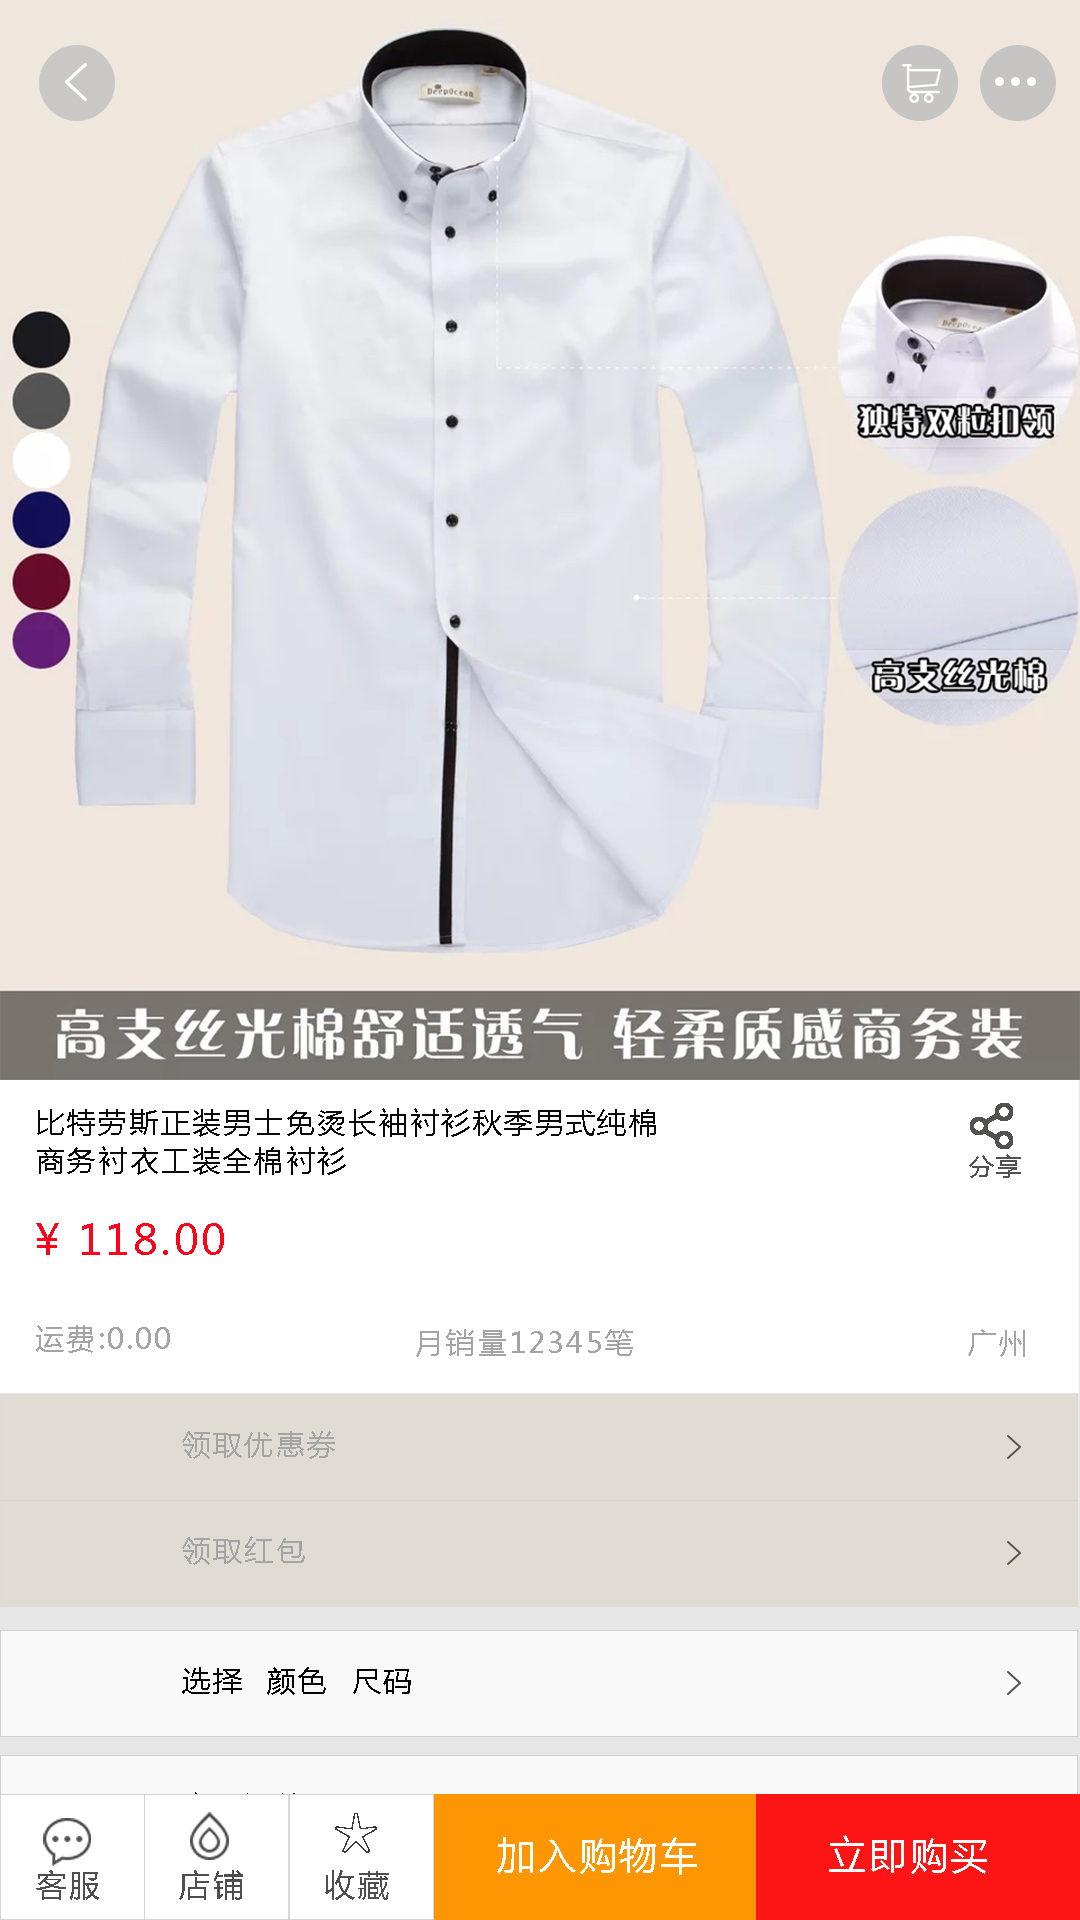 DeepOcean
独特双粒扣领
高支丝光棉
高支丝光棉舒适透气 轻柔质感商务装
比特劳斯正装男士免烫长袖衬衫秋季男式纯棉
商务衬衣工装全棉衬衫
分享
¥ 118.00
运费:0.00 月销量12345笔 广州
领取优惠券
领取红包
选择 颜色 尺码
客服 店铺 收藏 加入购物车 立即购买